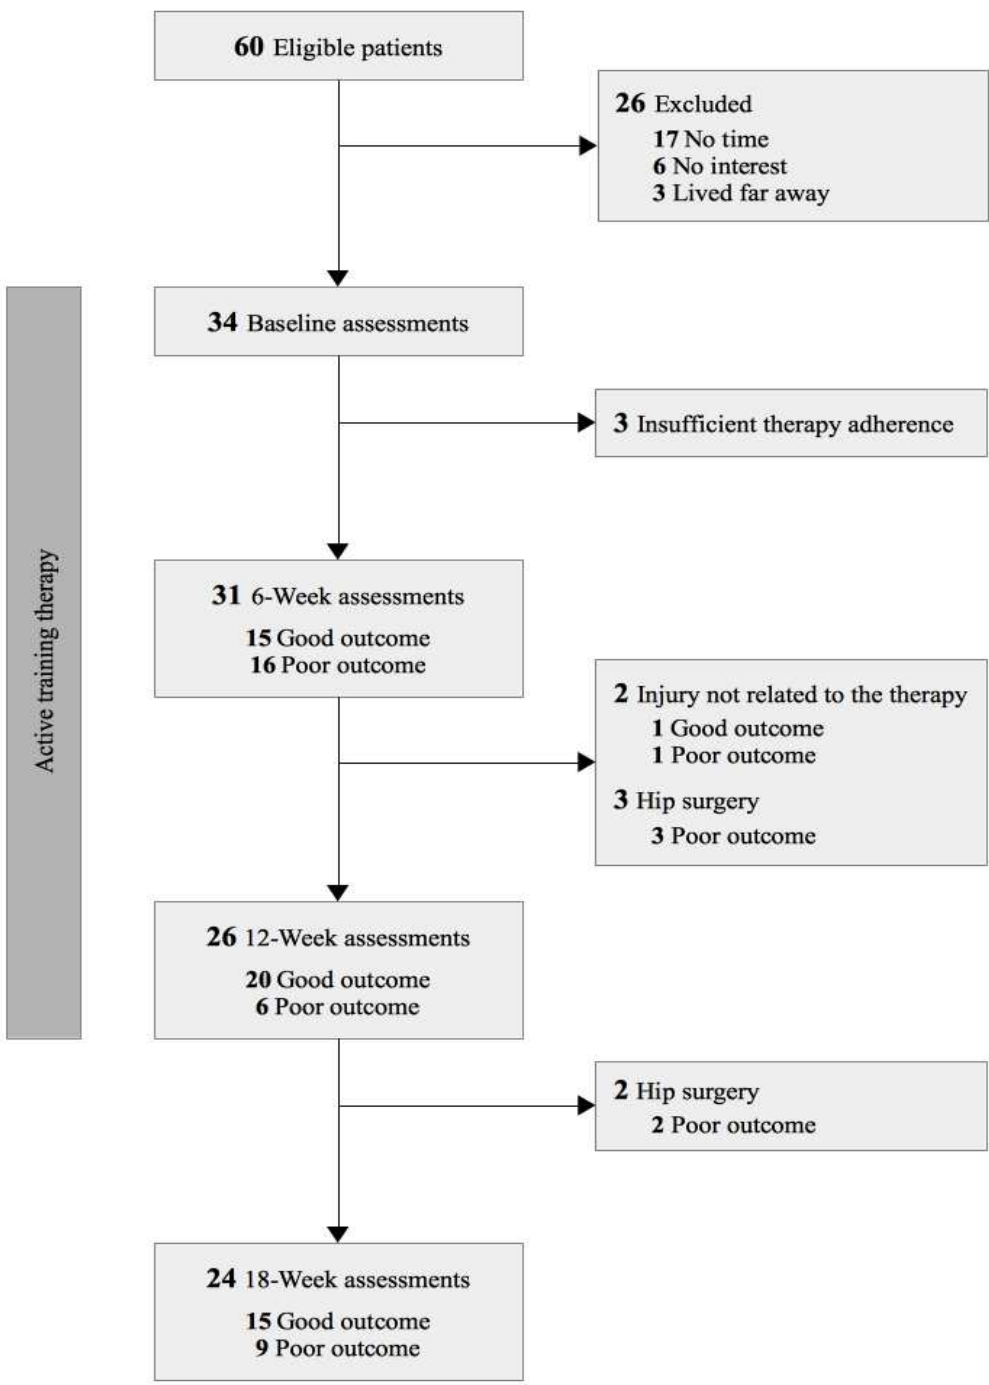 60 Eligible patients
26 Excluded
17 No time
6 No interest
3 Lived far away
34 Baseline assessments
3 Insufficient therapy adherence
Active training therapy
31 6-Week assessments
15 Good outcome
16 Poor outcome
2 Injury not related to the therapy
1 Good outcome
1 Poor outcome
3 Hip surgery
3 Poor outcome
26 12-Week assessments
20 Good outcome
6 Poor outcome
2 Hip surgery
2 Poor outcome
24 18-Week assessments
15 Good outcome
9 Poor outcome